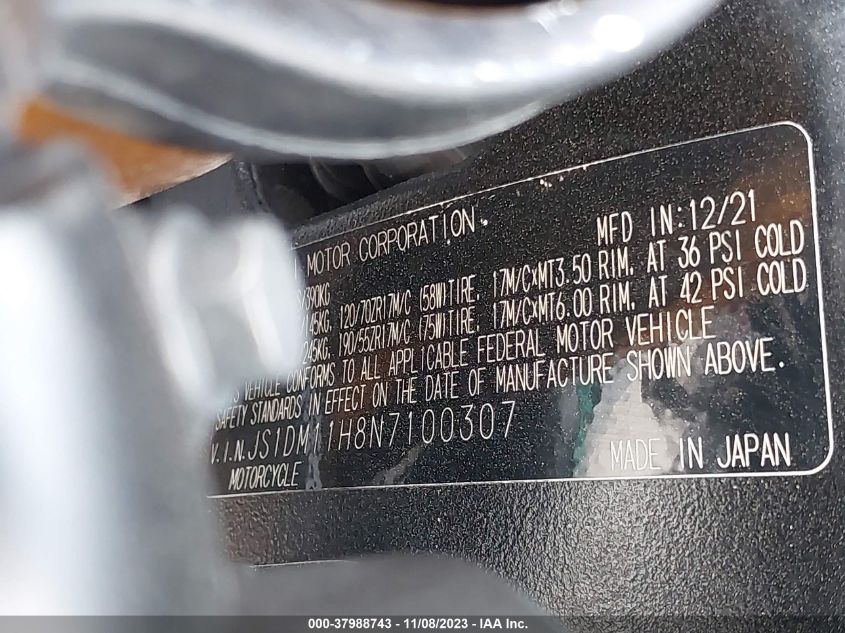 MOTOR CORPORATION.
MFD IN:12/21
390KG
145KG, 120/70ZR17M/C (58W)TIRE, 17M/CxMT3.50 RIM, AT 36 PSI COLD
245KG, 190/55ZR17M/C (75W)TIRE, 17M/CxMT6.00 RIM, AT 42 PSI COLD
VEHICLE CONFORMS TO ALL APPLICABLE FEDERAL MOTOR VEHICLE
SAFETY STANDARDS IN EFFECT ON THE DATE OF MANUFACTURE SHOWN ABOVE.
V.I.N.JS1DM11H8N7100307
MADE IN JAPAN
MOTORCYCLE
000-37988743 - 11/08/2023 - IAA Inc.